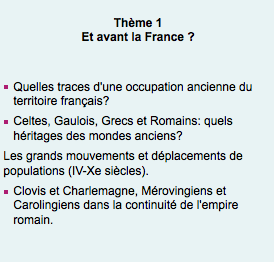 Thème 1
Et avant la France ?
▪ Quelles traces d'une occupation ancienne du
territoire français?
▪ Celtes, Gaulois, Grecs et Romains: quels
héritages des mondes anciens?
Les grands mouvements et déplacements de
populations (IV-Xe siècles).
▪ Clovis et Charlemagne, Mérovingiens et
Carolingiens dans la continuité de l'empire
romain.